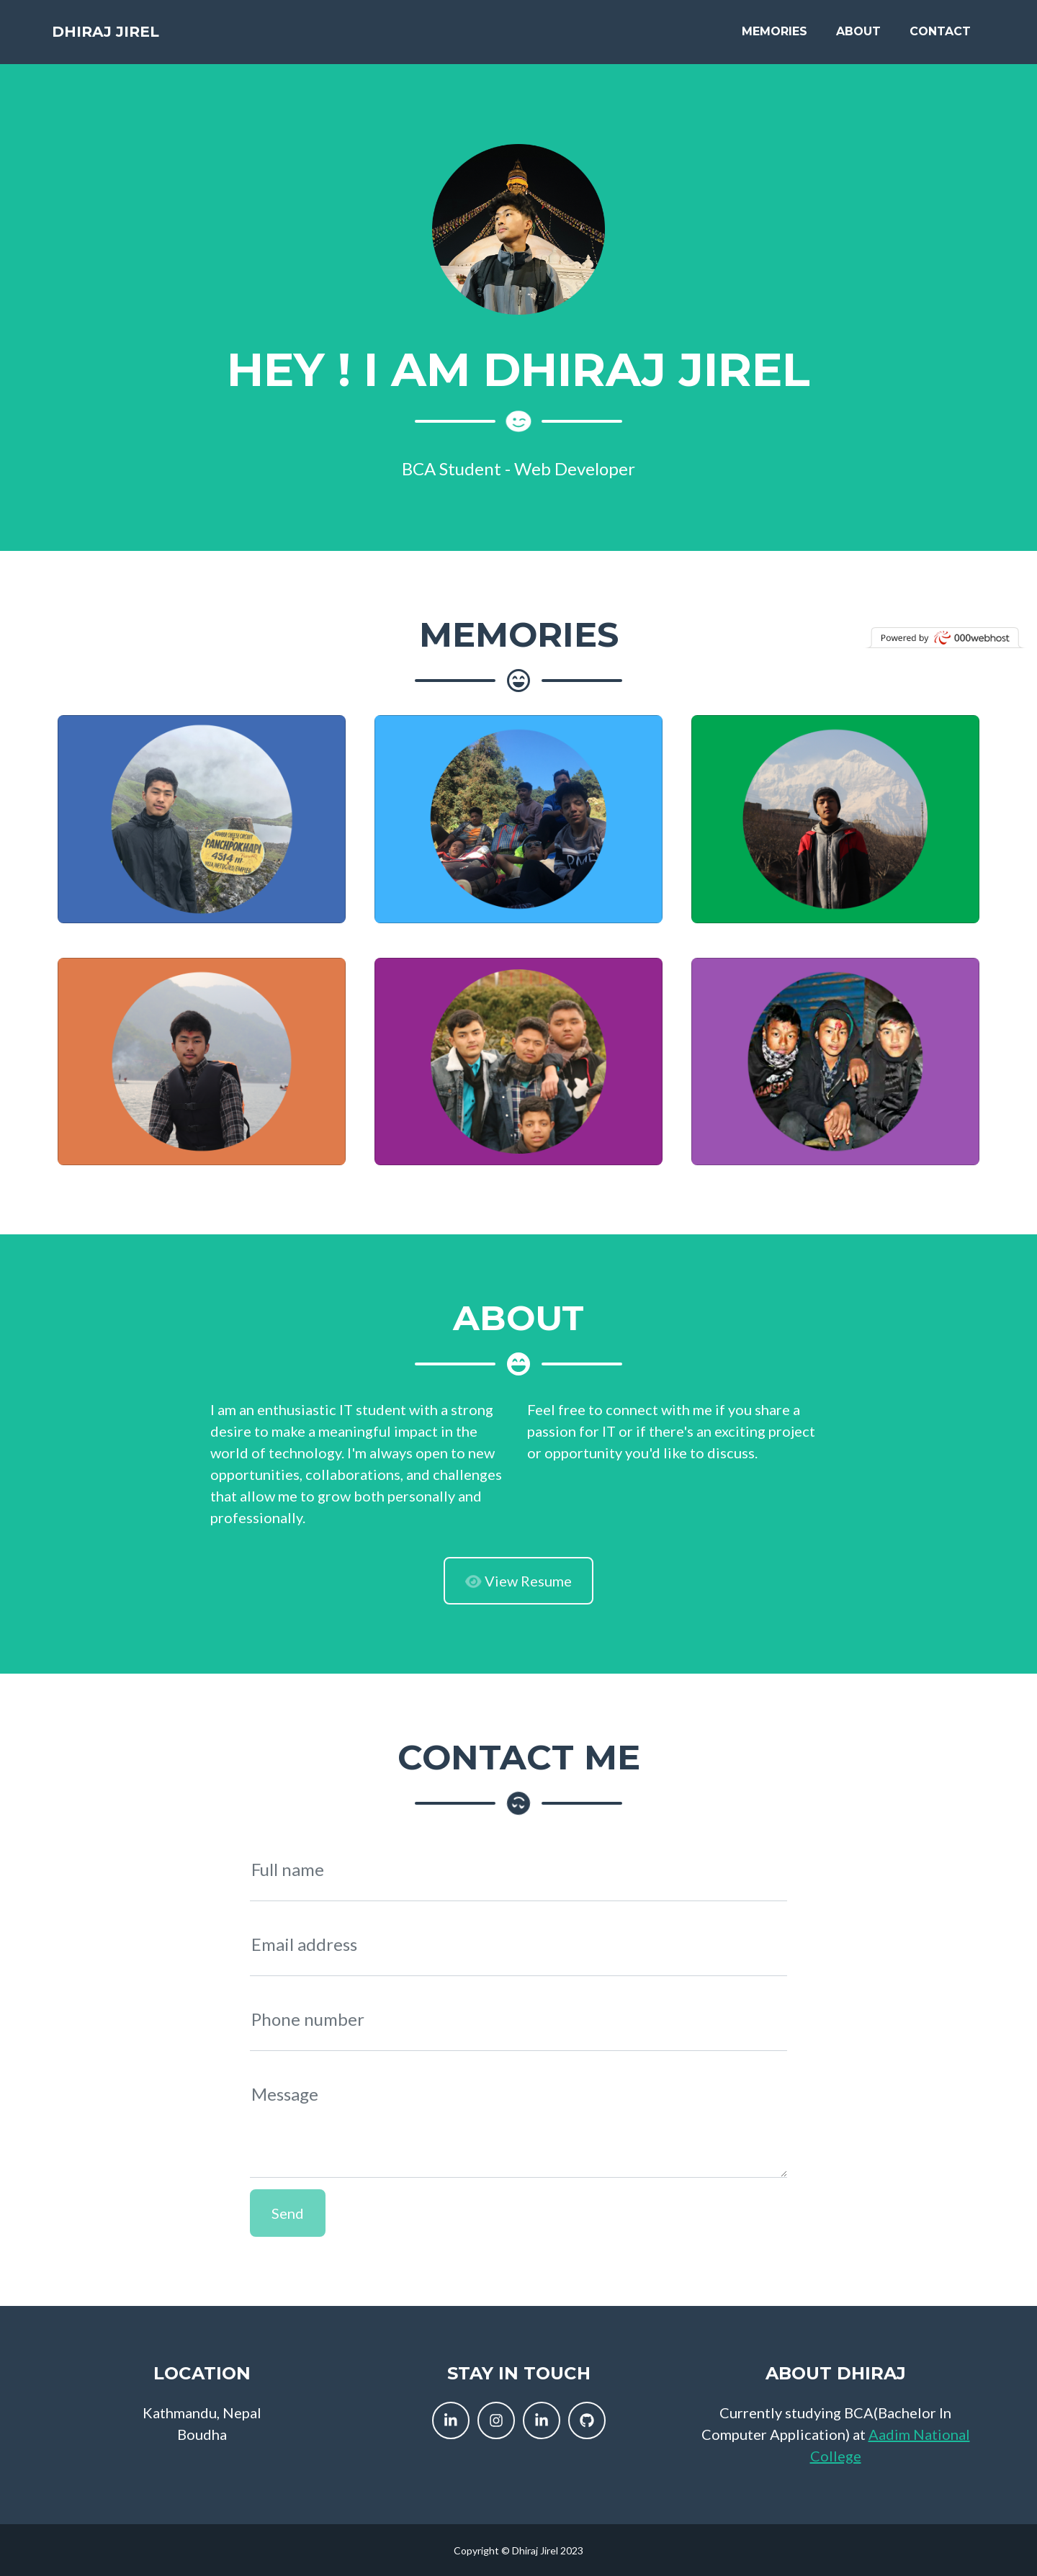 DHIRAJ JIREL
MEMORIES
ABOUT
CONTACT
HEY ! I AM DHIRAJ JIREL
BCA Student - Web Developer
MEMORIES
Powered by 000webhost
PANCHPOKHARI
4514 m
ABOUT
I am an enthusiastic IT student with a strong
desire to make a meaningful impact in the
world of technology. I'm always open to new
opportunities, collaborations, and challenges
that allow me to grow both personally and
professionally.
Feel free to connect with me if you share a
passion for IT or if there's an exciting project
or opportunity you'd like to discuss.
View Resume
CONTACT ME
Full name
Email address
Phone number
Message
Send
LOCATION
Kathmandu, Nepal
Boudha
STAY IN TOUCH
ABOUT DHIRAJ
Currently studying BCA(Bachelor In
Computer Application) at Aadim National
College
Copyright © Dhiraj Jirel 2023